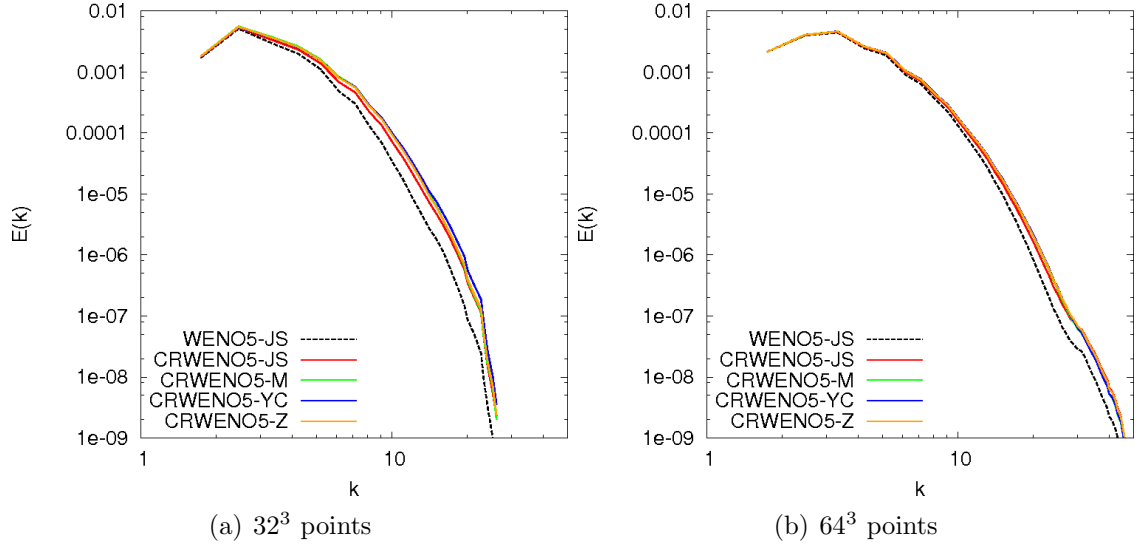 0.01
0.001
0.0001
1e-05
1e-06
1e-07
1e-08
1e-09
E(k)
WENO5-JS
CRWENO5-JS
CRWENO5-M
CRWENO5-YC
CRWENO5-Z
1
10
k
(a) 32³ points
0.01
0.001
0.0001
1e-05
1e-06
1e-07
1e-08
1e-09
E(k)
WENO5-JS
CRWENO5-JS
CRWENO5-M
CRWENO5-YC
CRWENO5-Z
1
10
k
(b) 64³ points